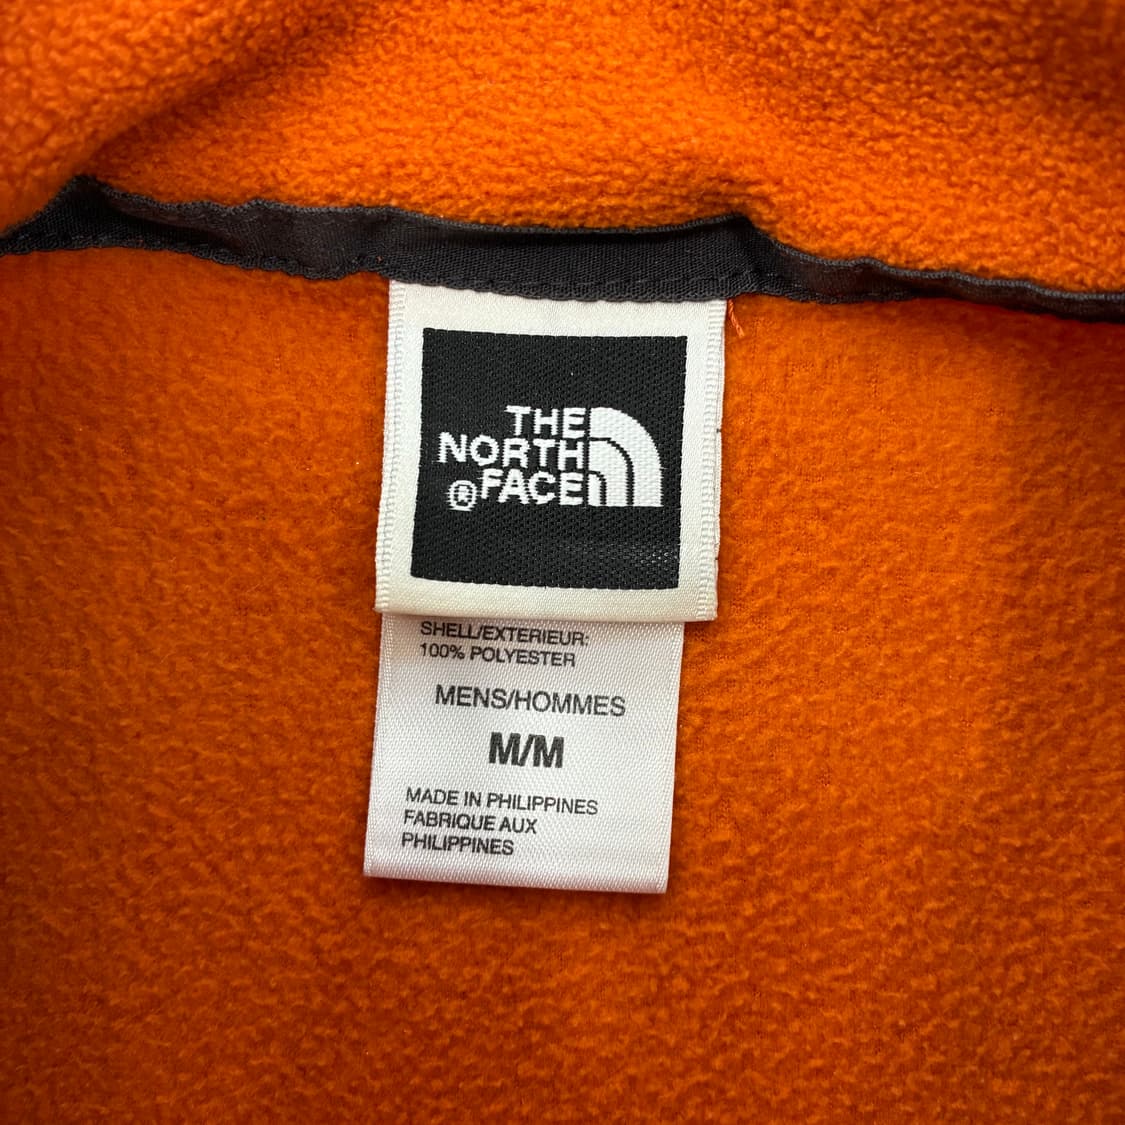 THE
NORTH
®FACE
SHELL/EXTERIEUR:
100% POLYESTER
MENS/HOMMES
M/M
MADE IN PHILIPPINES
FABRIQUE AUX
PHILIPPINES